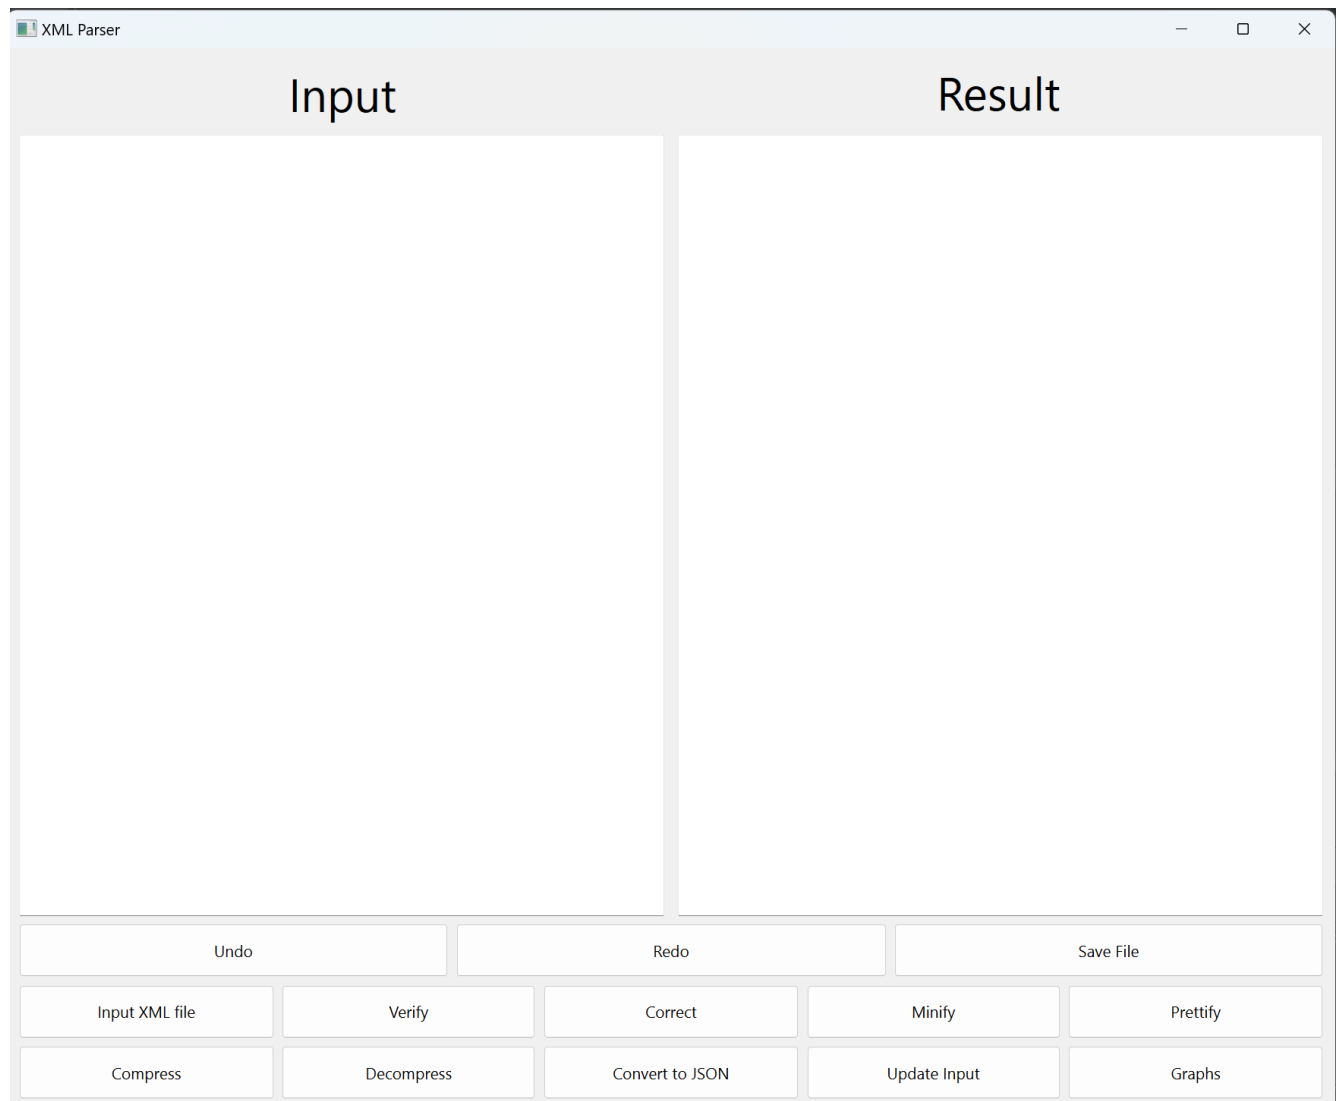 XML Parser
Input
Result
Undo
Redo
Save File
Input XML file
Verify
Correct
Minify
Prettify
Compress
Decompress
Convert to JSON
Update Input
Graphs